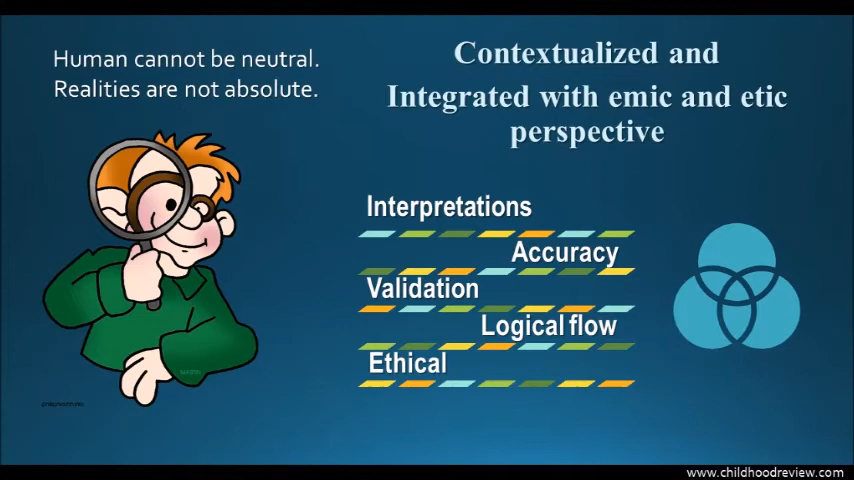 Human cannot be neutral.
Realities are not absolute.
Contextualized and
Integrated with emic and etic
perspective
Interpretations
Accuracy
Validation
Logical flow
Ethical
www.childhoodreview.com